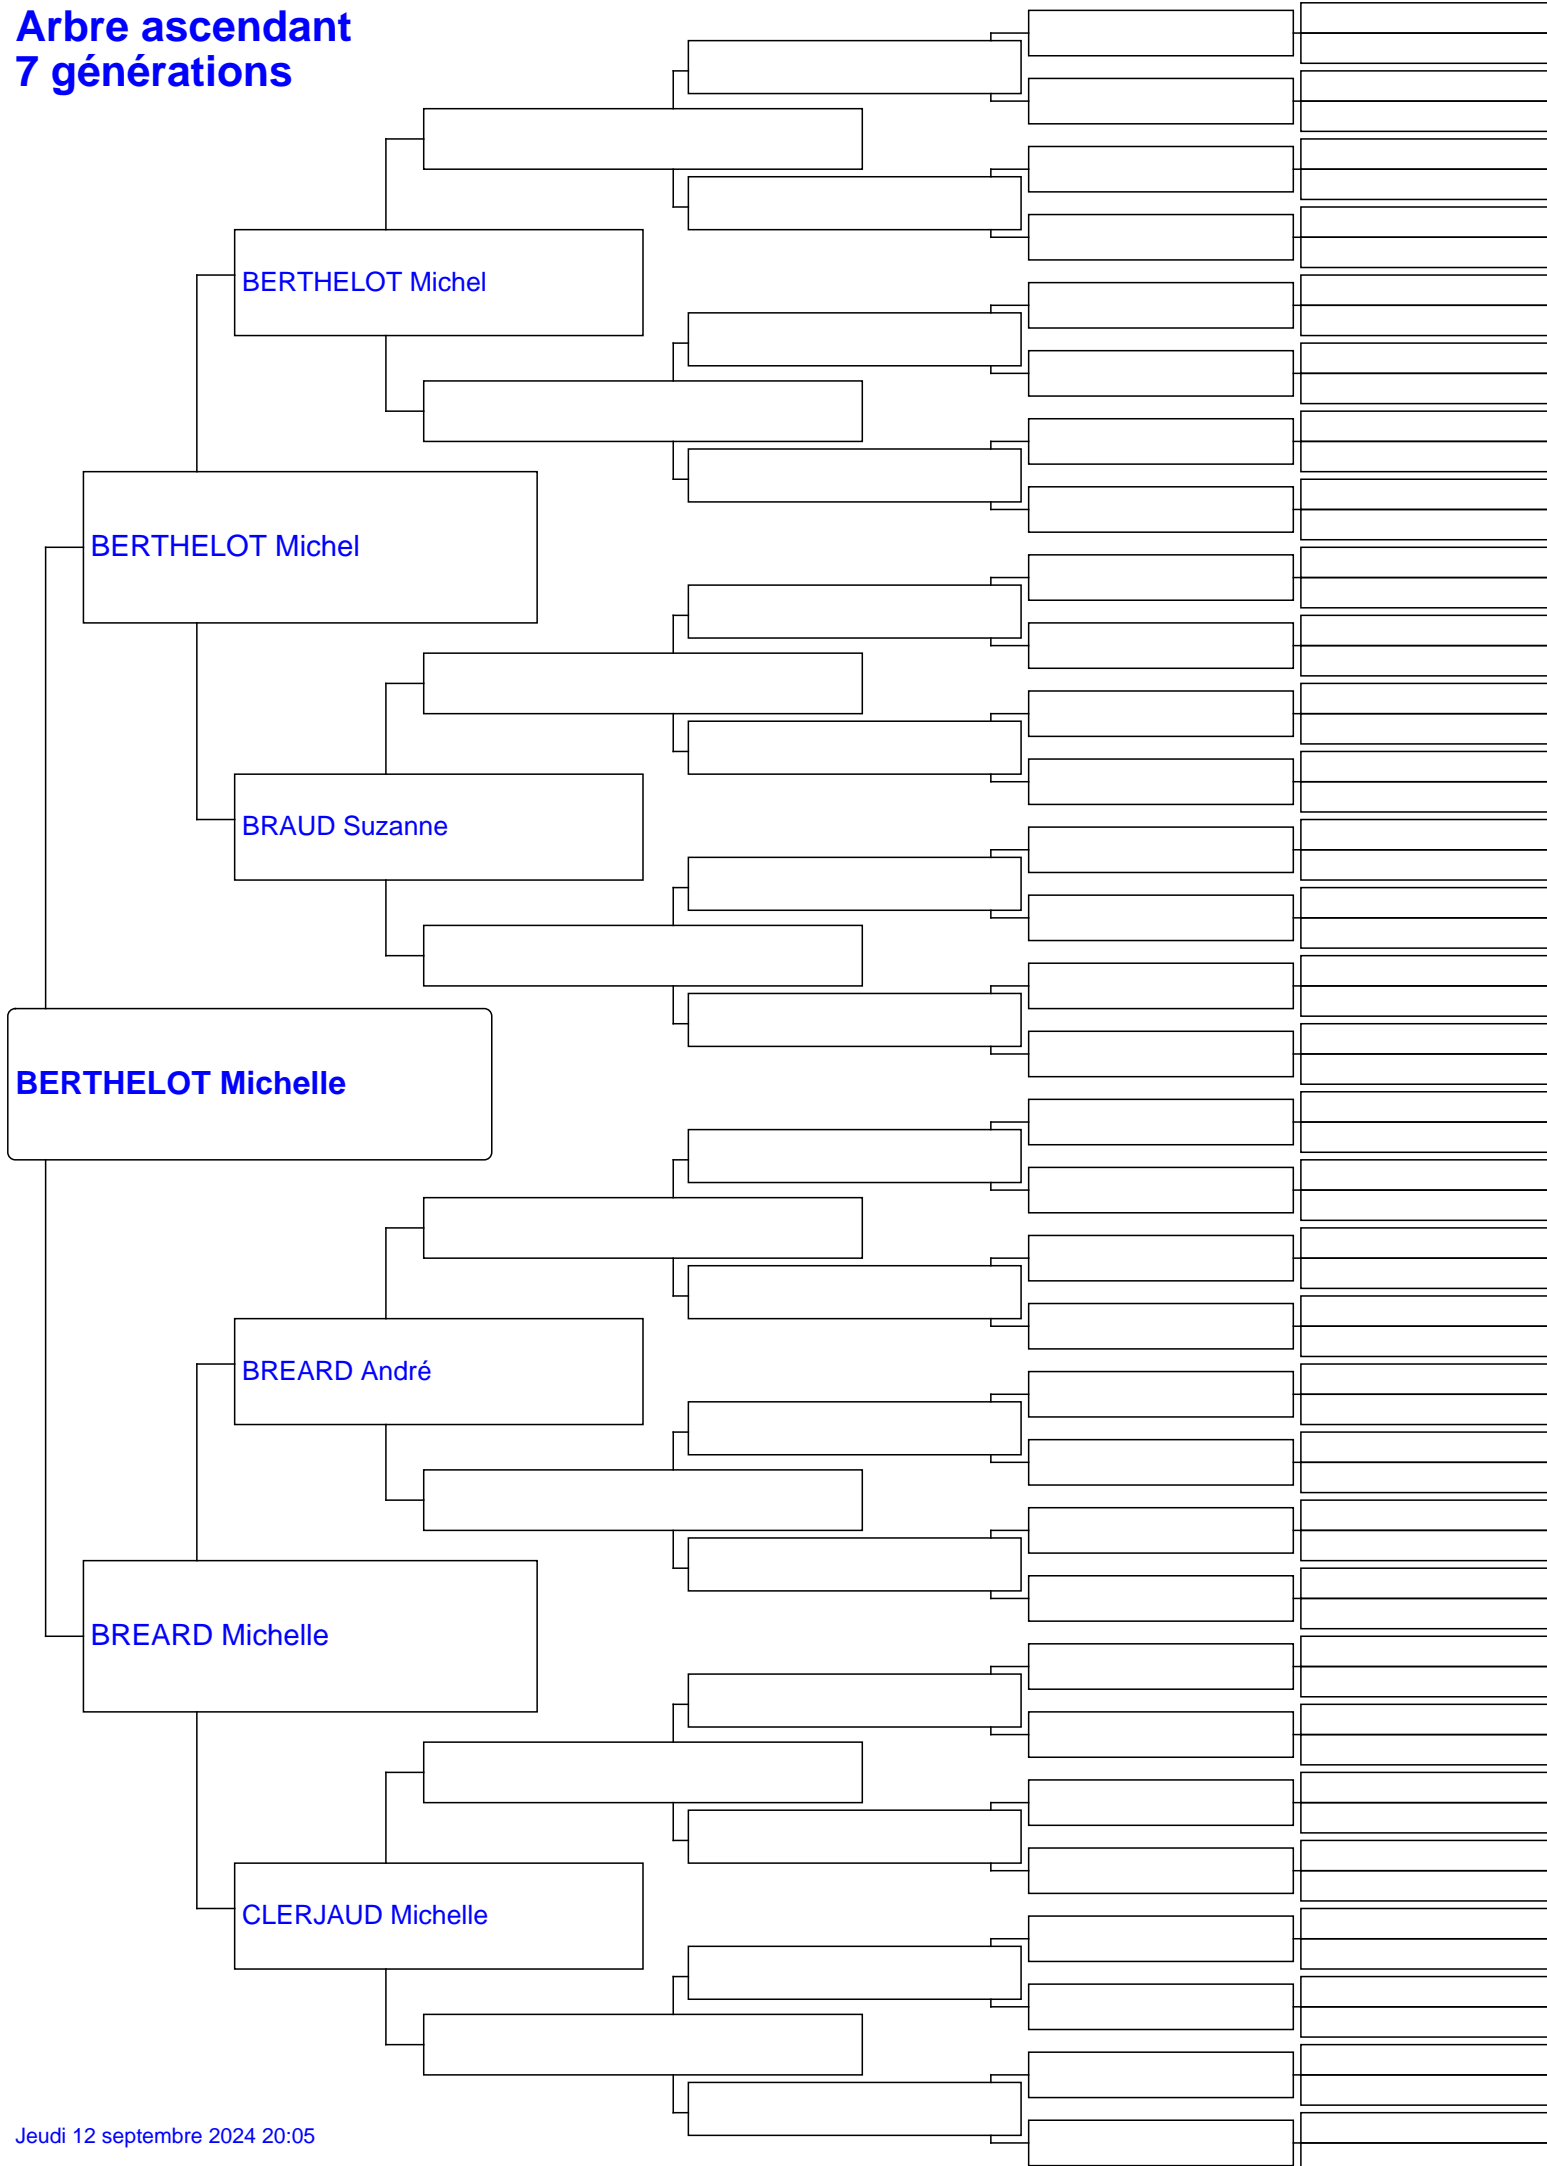 Arbre ascendant
7 générations
BERTHELOT Michel
BERTHELOT Michel
BRAUD Suzanne
BERTHELOT Michelle
BREARD André
BREARD Michelle
CLERJAUD Michelle
Jeudi 12 septembre 2024 20:05